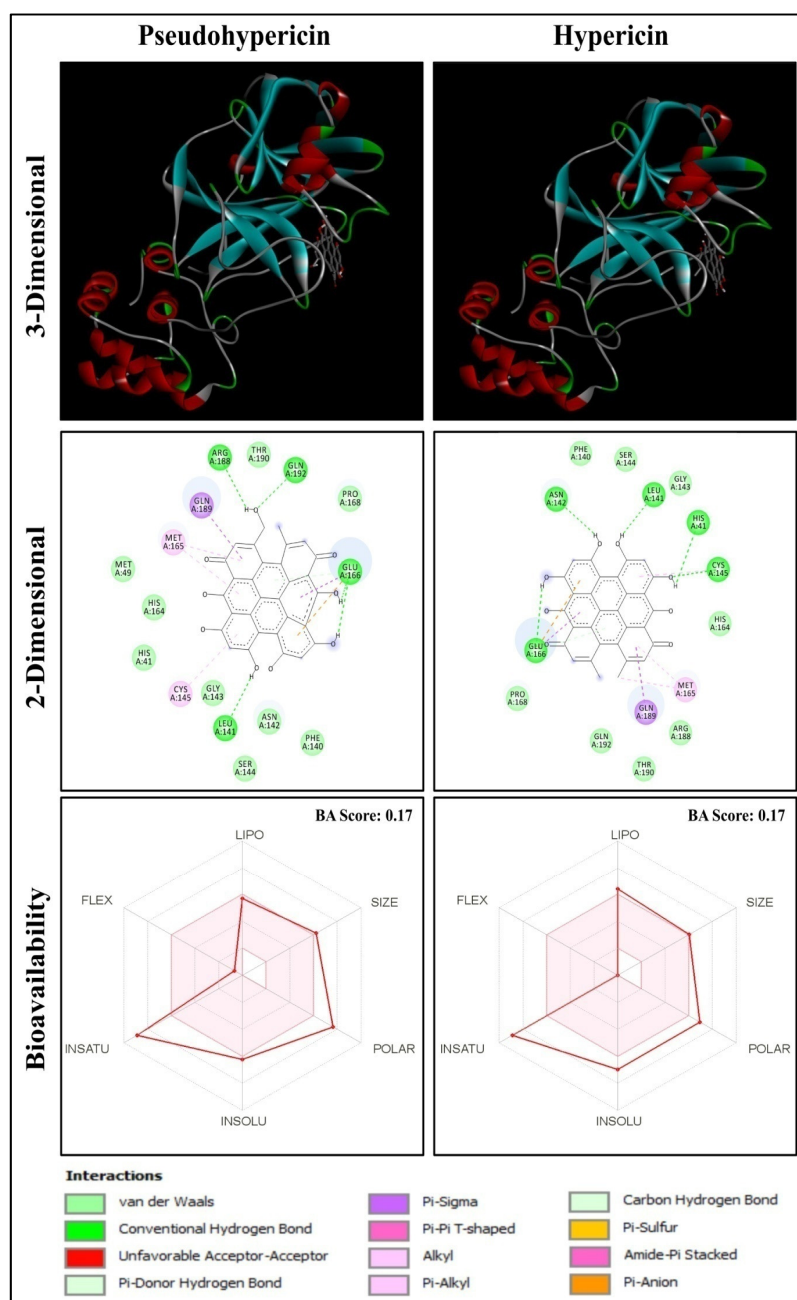 Pseudohypericin
Hypericin
3-Dimensional
2-Dimensional
ARG
A:188
THR
A:190
GLN
A:192
GLN
A:189
PRO
A:168
MET
A:165
GLU
A:166
MET
A:49
HIS
A:164
HIS
A:41
CYS
A:145
GLY
A:143
LEU
A:141
ASN
A:142
PHE
A:140
SER
A:144
H O
O
O
O
O
O
H
O
H
O
H
O
PHE
A:140
SER
A:144
ASN
A:142
LEU
A:141
GLY
A:143
HIS
A:41
CYS
A:145
HIS
A:164
GLU
A:166
MET
A:165
PRO
A:168
GLN
A:189
ARG
A:188
GLN
A:192
THR
A:190
H
O
H
O
H
O
O
H
O
O
O
O
Bioavailability
BA Score: 0.17
LIPO
FLEX
SIZE
INSATU
POLAR
INSOLU
BA Score: 0.17
LIPO
FLEX
SIZE
INSATU
POLAR
INSOLU
Interactions
van der Waals
Conventional Hydrogen Bond
Unfavorable Acceptor-Acceptor
Pi-Donor Hydrogen Bond
Pi-Sigma
Pi-Pi T-shaped
Alkyl
Pi-Alkyl
Carbon Hydrogen Bond
Pi-Sulfur
Amide-Pi Stacked
Pi-Anion